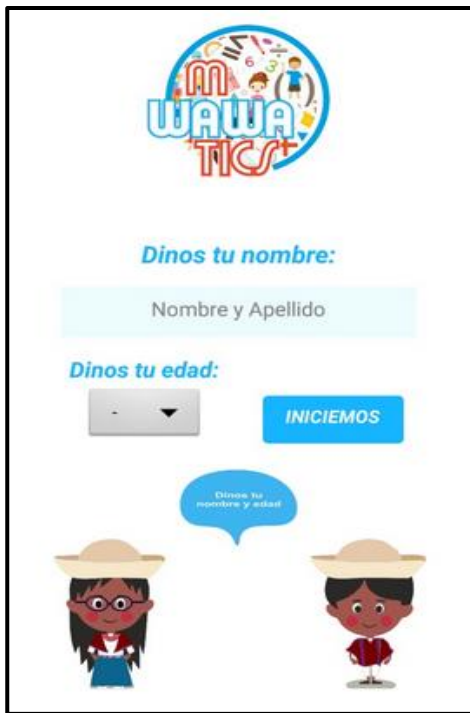 M
WAWA
TICS
Dinos tu nombre:
Nombre y Apellido
Dinos tu edad:
-
INICIEMOS
Dinos tu
nombre y edad